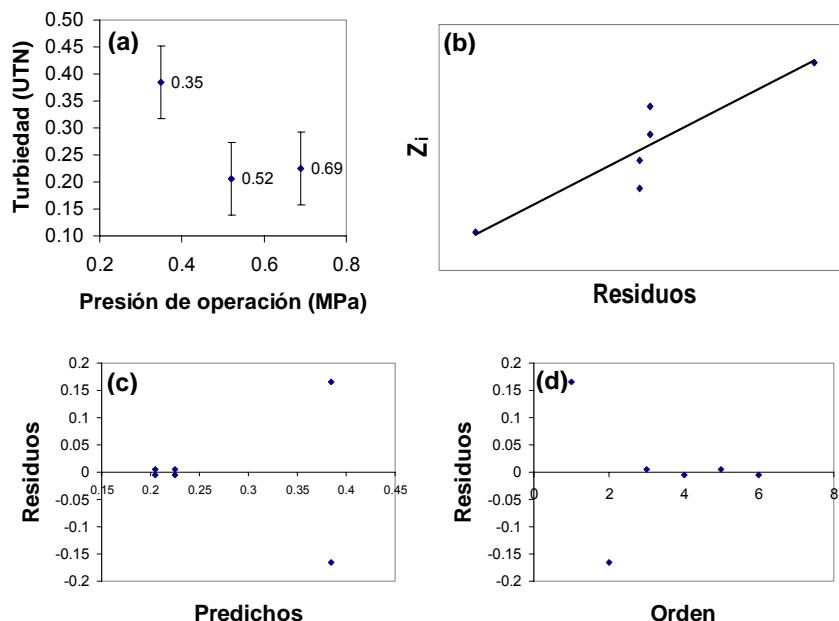 (a)
Turbiedad (UTN)
0.50
0.45
0.40
0.35
0.30
0.25
0.20
0.15
0.10
0.35
0.52
0.69
0.2 0.4 0.6 0.8
Presión de operación (MPa)
(b)
Zi
Residuos
(c)
Residuos
0.2
0.15
0.1
0.05
0
-0.05
-0.1
-0.15
-0.2
0.15 0.2 0.25 0.3 0.35 0.4 0.45
Predichos
(d)
Residuos
0.2
0.15
0.1
0.05
0
-0.05
-0.1
-0.15
-0.2
0 2 4 6 8
Orden